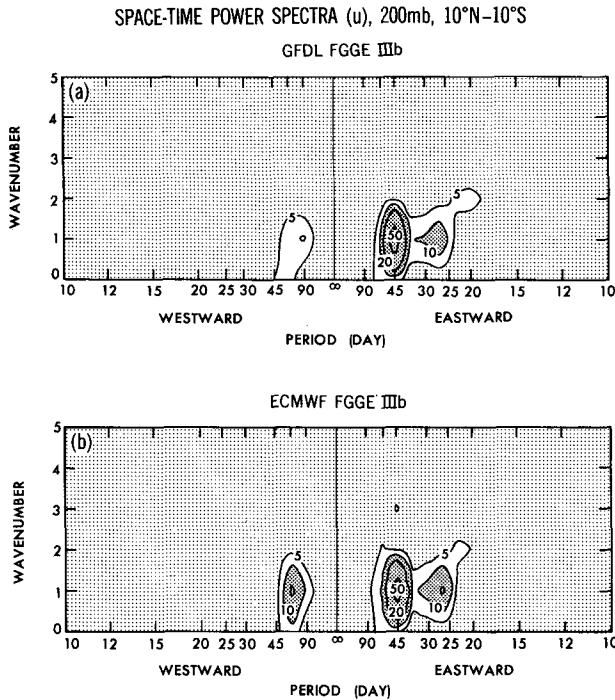 SPACE-TIME POWER SPECTRA (u), 200mb, 10°N–10°S
GFDL FGGE IIIb
(a)
WAVENUMBER
5
4
3
2
1
0
5
50
20
5
10
10 12 15 20 25 30 45 90 ∞ 90 45 30 25 20 15 12 10
WESTWARD EASTWARD
PERIOD (DAY)
ECMWF FGGE IIIb
(b)
WAVENUMBER
5
4
3
2
1
0
10
5
50
20
5
10
10 12 15 20 25 30 45 90 ∞ 90 45 30 25 20 15 12 10
WESTWARD EASTWARD
PERIOD (DAY)